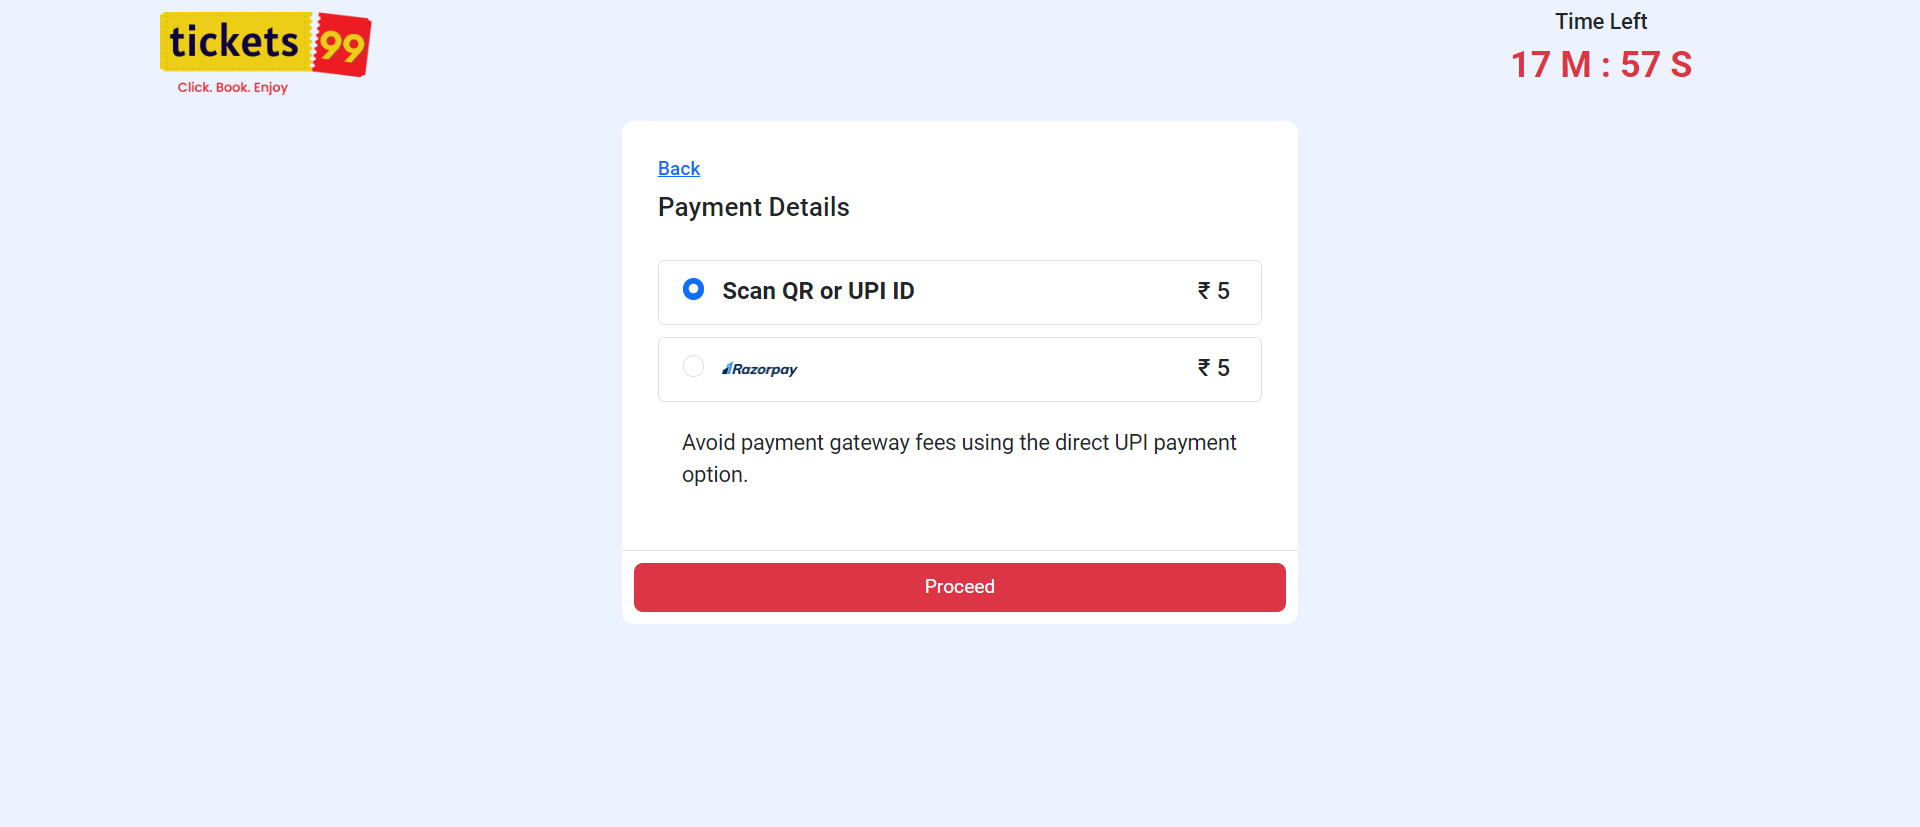 tickets 99
Click. Book. Enjoy
Time Left
17 M : 57 S
Back
Payment Details
Scan QR or UPI ID
₹ 5
Razorpay
₹ 5
Avoid payment gateway fees using the direct UPI payment
option.
Proceed